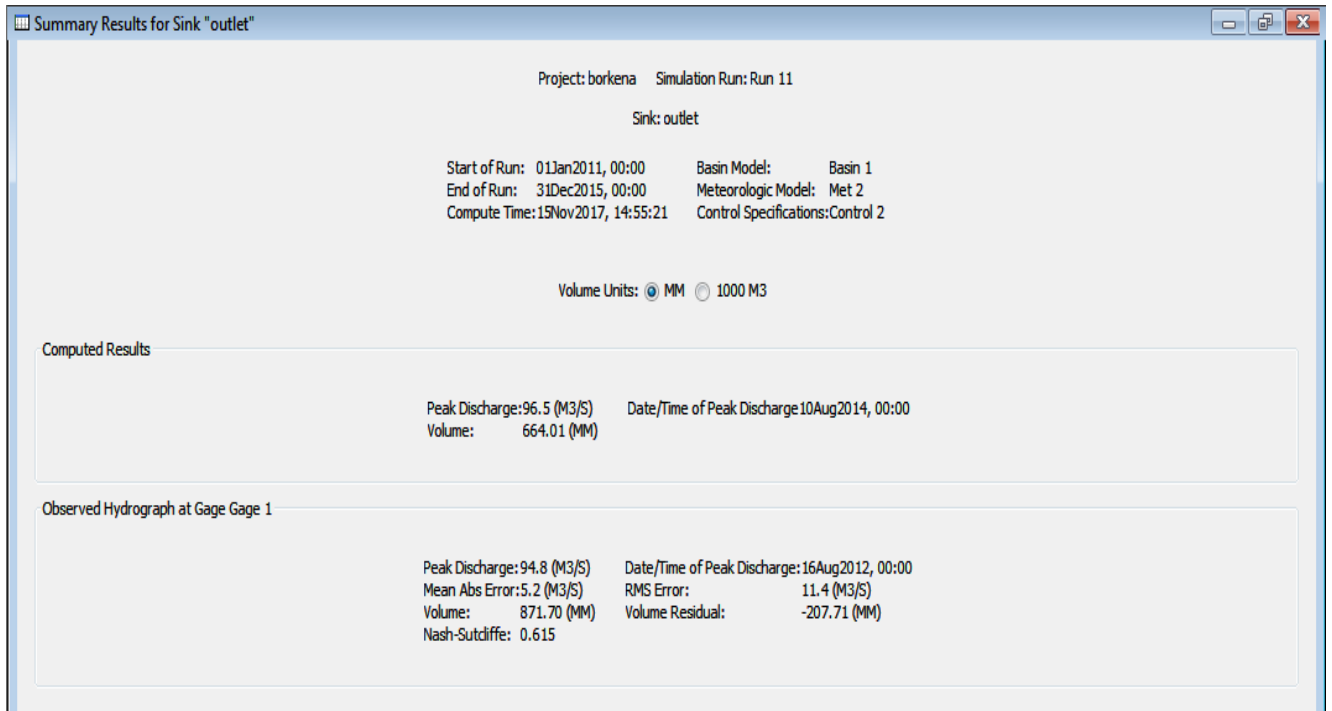 Summary Results for Sink "outlet"
Project: borkena Simulation Run: Run 11
Sink: outlet
Start of Run: 01Jan2011, 00:00 Basin Model: Basin 1
End of Run: 31Dec2015, 00:00 Meteorologic Model: Met 2
Compute Time:15Nov2017, 14:55:21 Control Specifications:Control 2
Volume Units: MM 1000 M3
Computed Results
Peak Discharge:96.5 (M3/S) Date/Time of Peak Discharge10Aug2014, 00:00
Volume: 664.01 (MM)
Observed Hydrograph at Gage Gage 1
Peak Discharge:94.8 (M3/S) Date/Time of Peak Discharge:16Aug2012, 00:00
Mean Abs Error:5.2 (M3/S) RMS Error: 11.4 (M3/S)
Volume: 871.70 (MM) Volume Residual: -207.71 (MM)
Nash-Sutcliffe: 0.615